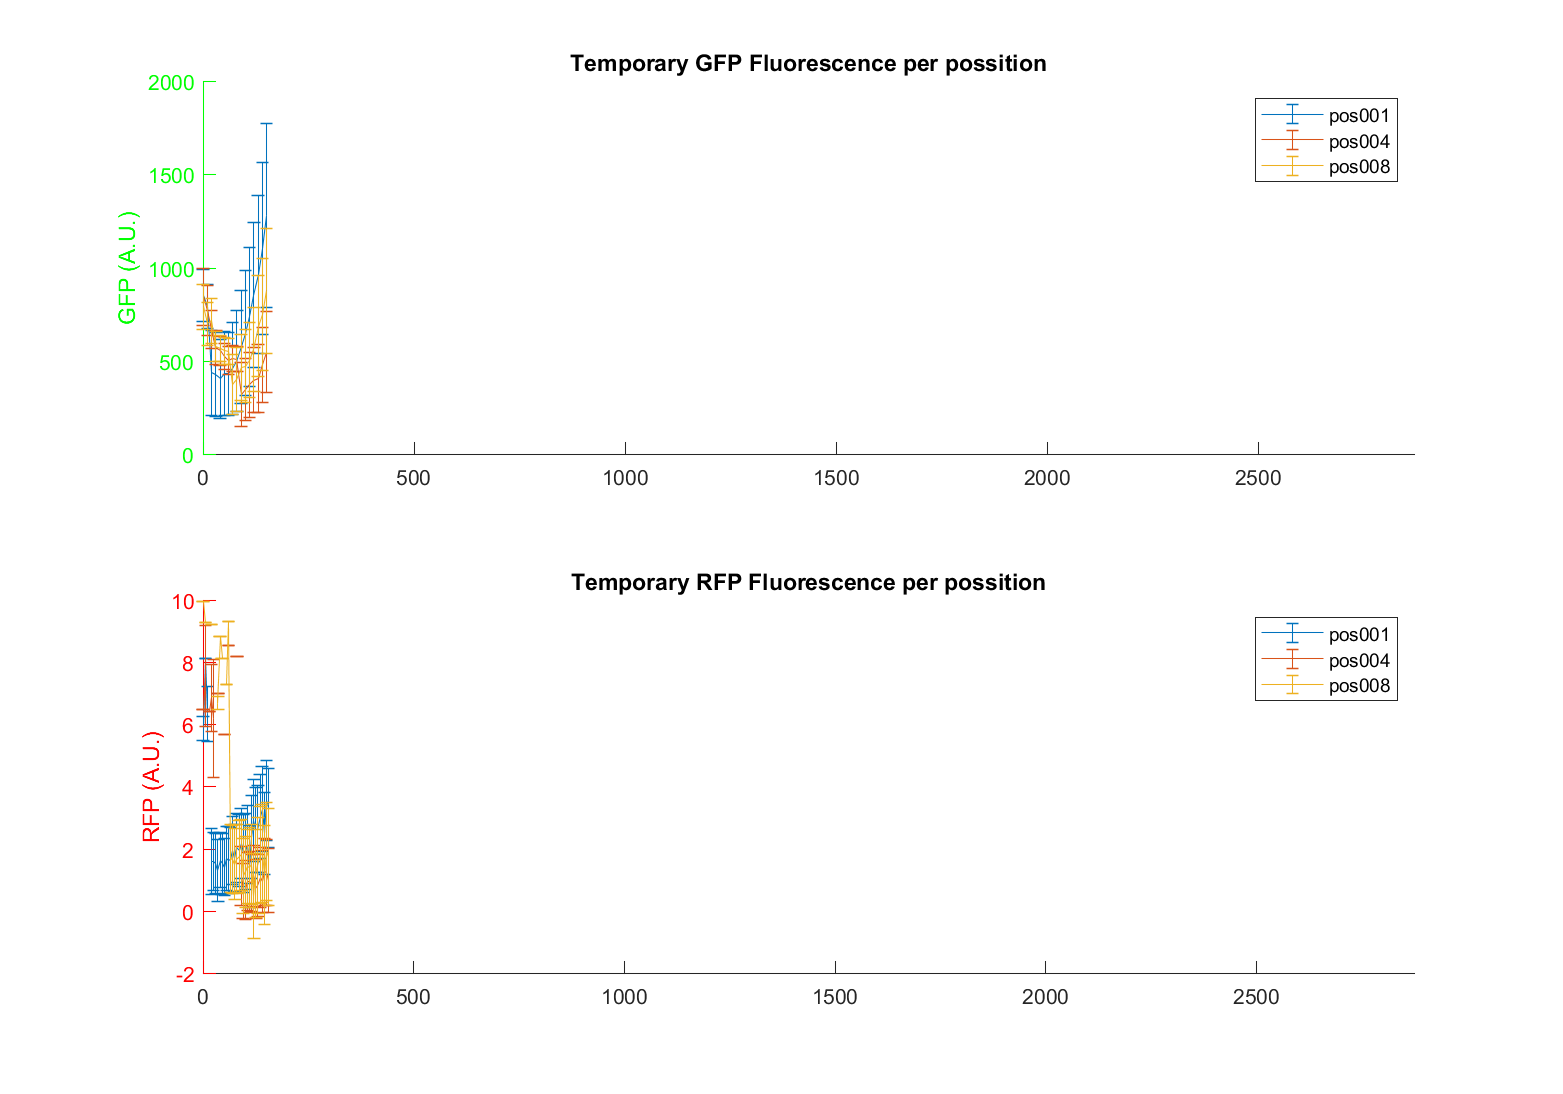 Temporary GFP Fluorescence per possition
2000
1500
1000
500
0
GFP (A.U.)
pos001
pos004
pos008
0 500 1000 1500 2000 2500
Temporary RFP Fluorescence per possition
10
8
6
4
2
0
-2
RFP (A.U.)
pos001
pos004
pos008
0 500 1000 1500 2000 2500